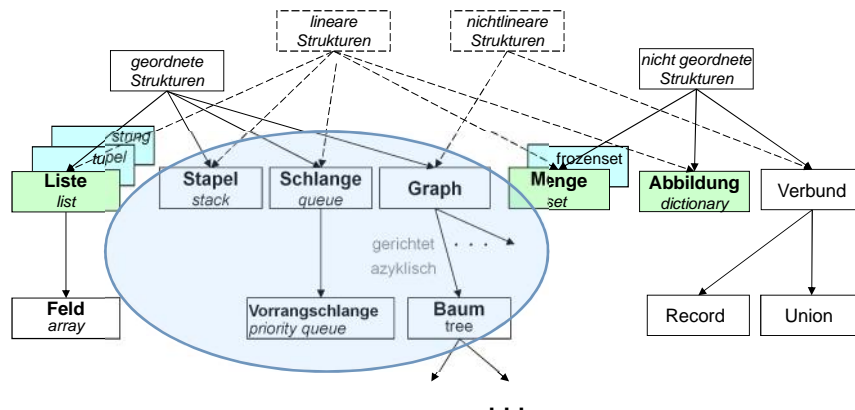 lineare
Strukturen
nichtlineare
Strukturen
geordnete
Strukturen
nicht geordnete
Strukturen
string
tupel
Liste
list
Stapel
stack
Schlange
queue
Graph
frozenset
Menge
set
Abbildung
dictionary
Verbund
gerichtet . . .
azyklisch
Feld
array
Vorrangschlange
priority queue
Baum
tree
Record
Union
. . .